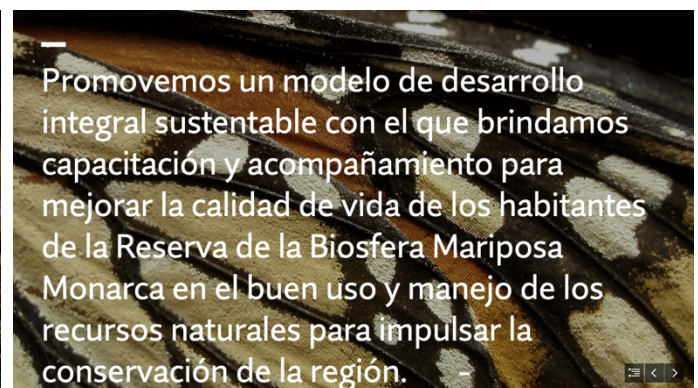 Promovemos un modelo de desarrollo
integral sustentable con el que brindamos
capacitación y acompañamiento para
mejorar la calidad de vida de los habitantes
de la Reserva de la Biosfera Mariposa
Monarca en el buen uso y manejo de los
recursos naturales para impulsar la
conservación de la región.